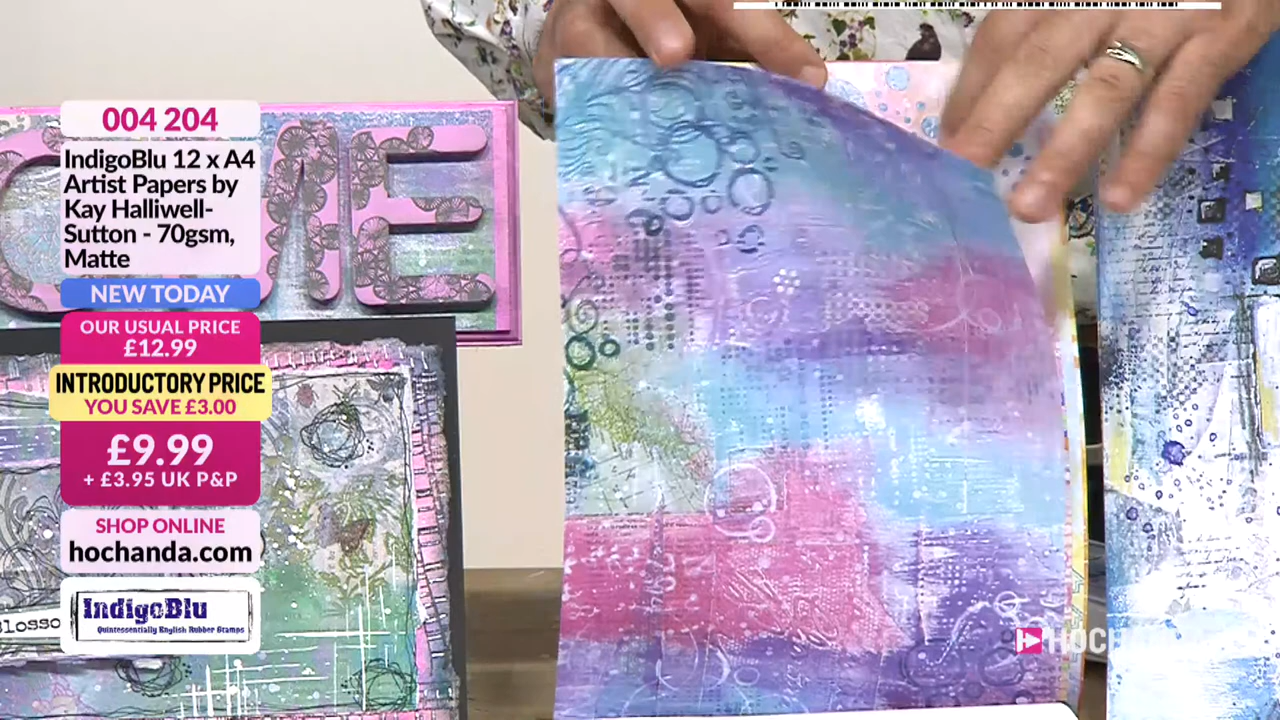 004 204
IndigoBlu 12 x A4
Artist Papers by
Kay Halliwell-
Sutton - 70gsm,
Matte
NEW TODAY
OUR USUAL PRICE
£12.99
INTRODUCTORY PRICE
YOU SAVE £3.00
£9.99
+ £3.95 UK P&P
SHOP ONLINE
hochanda.com
IndigoBlu
Quintessentially English Rubber Stamps
ME
HOCHAN